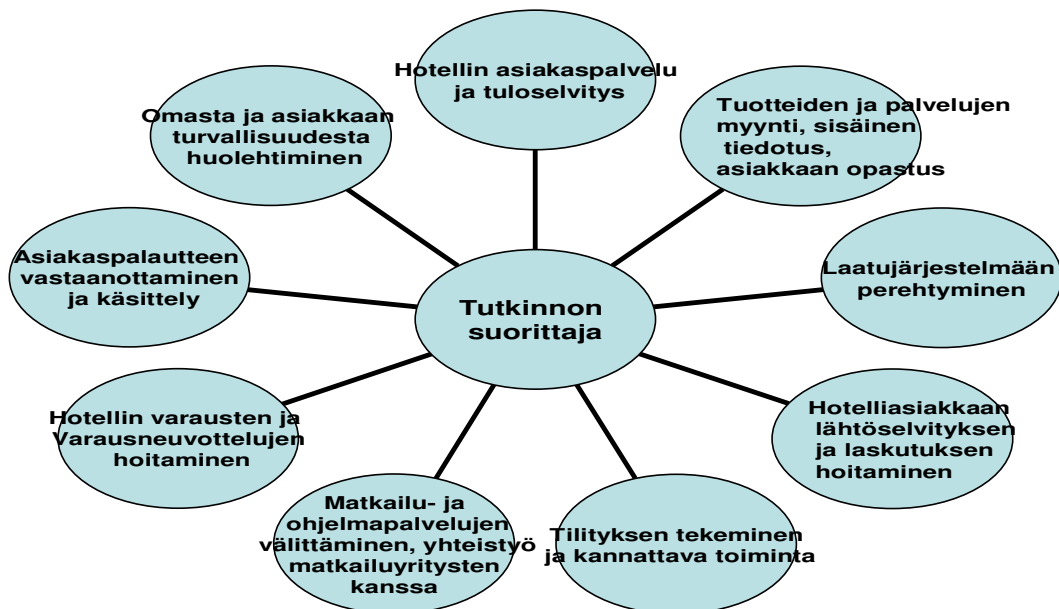 Hotellin asiakaspalvelu
ja tuloselvitys
Tuotteiden ja palvelujen
myynti, sisäinen
tiedotus,
asiakkaan opastus
Laatujärjestelmään
perehtyminen
Hotelliasiakkaan
lähtöselvityksen
ja laskutuksen
hoitaminen
Tilityksen tekeminen
ja kannattava toiminta
Matkailu- ja
ohjelmapalvelujen
välittäminen, yhteistyö
matkailuyritysten
kanssa
Hotellin varausten ja
Varausneuvottelujen
hoitaminen
Asiakaspalautteen
vastaanottaminen
ja käsittely
Omasta ja asiakkaan
turvallisuudesta
huolehtiminen
Tutkinnon
suorittaja